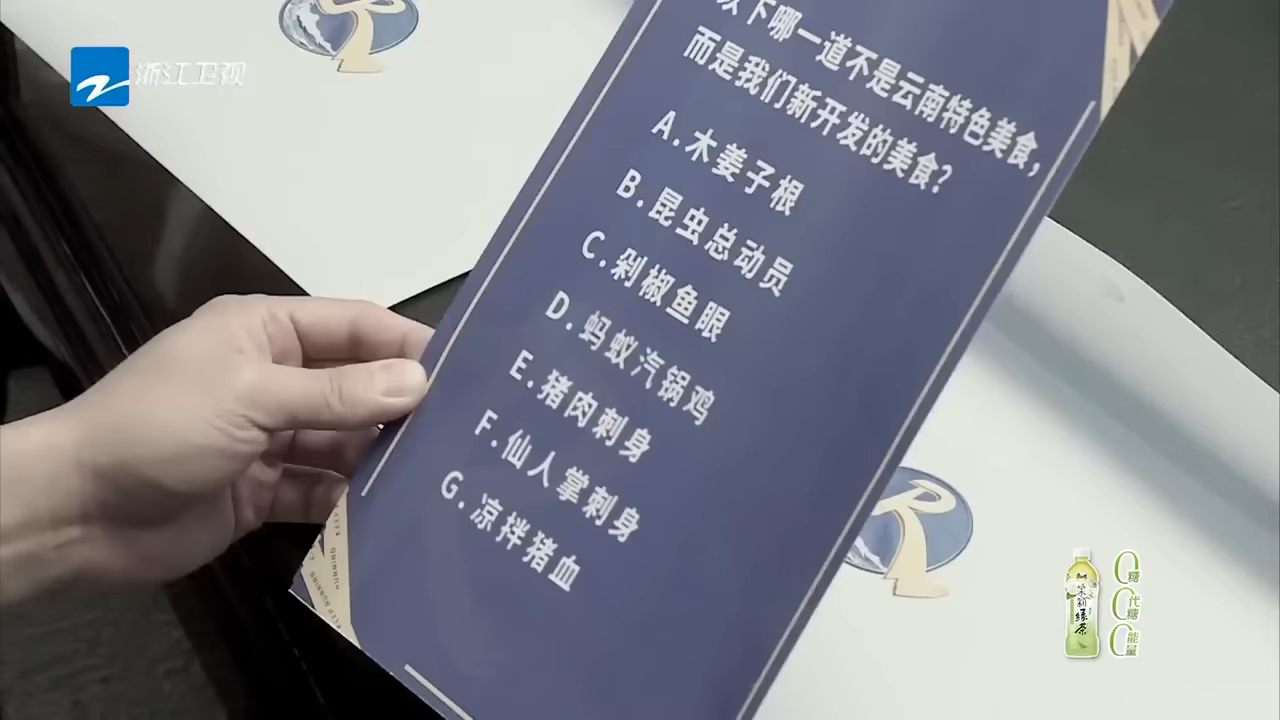 浙江卫视
以下哪一道不是云南特色美食,
而是我们新开发的美食?
A.木姜子根
B.昆虫总动员
C.剁椒鱼眼
D.蚂蚁汽锅鸡
E.猪肉刺身
F.仙人掌刺身
G.凉拌猪血
0糖
0代糖
0能量